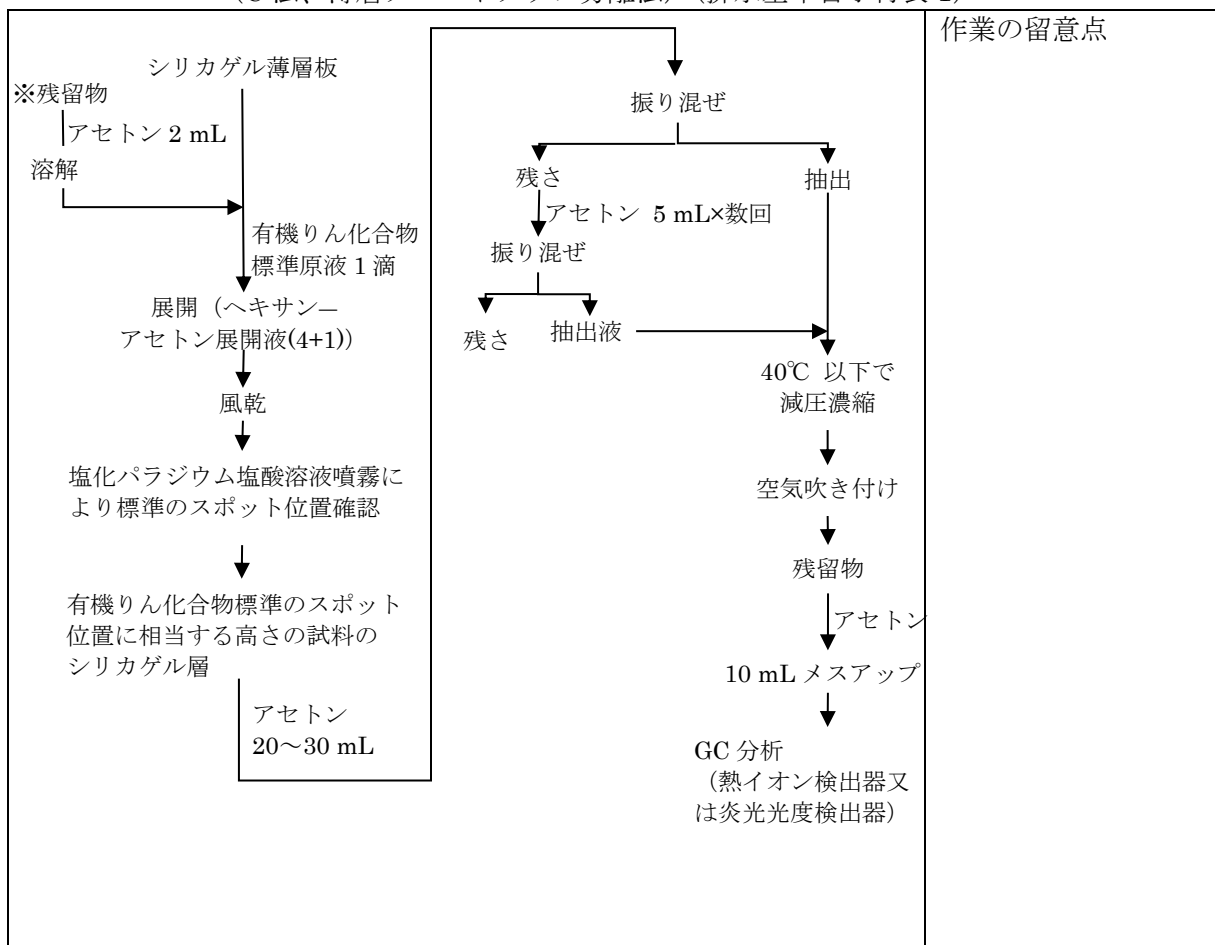 作業の留意点
シリカゲル薄層板
※残留物
アセトン 2 mL
溶解
有機りん化合物
標準原液 1 滴
展開（ヘキサン―
アセトン展開液(4+1)）
風乾
塩化パラジウム塩酸溶液噴霧に
より標準のスポット位置確認
有機りん化合物標準のスポット
位置に相当する高さの試料の
シリカゲル層
アセトン
20～30 mL
振り混ぜ
残さ
抽出
アセトン 5 mL×数回
振り混ぜ
残さ
抽出液
40℃ 以下で
減圧濃縮
空気吹き付け
残留物
アセトン
10 mL メスアップ
GC 分析
（熱イオン検出器又
は炎光光度検出器）